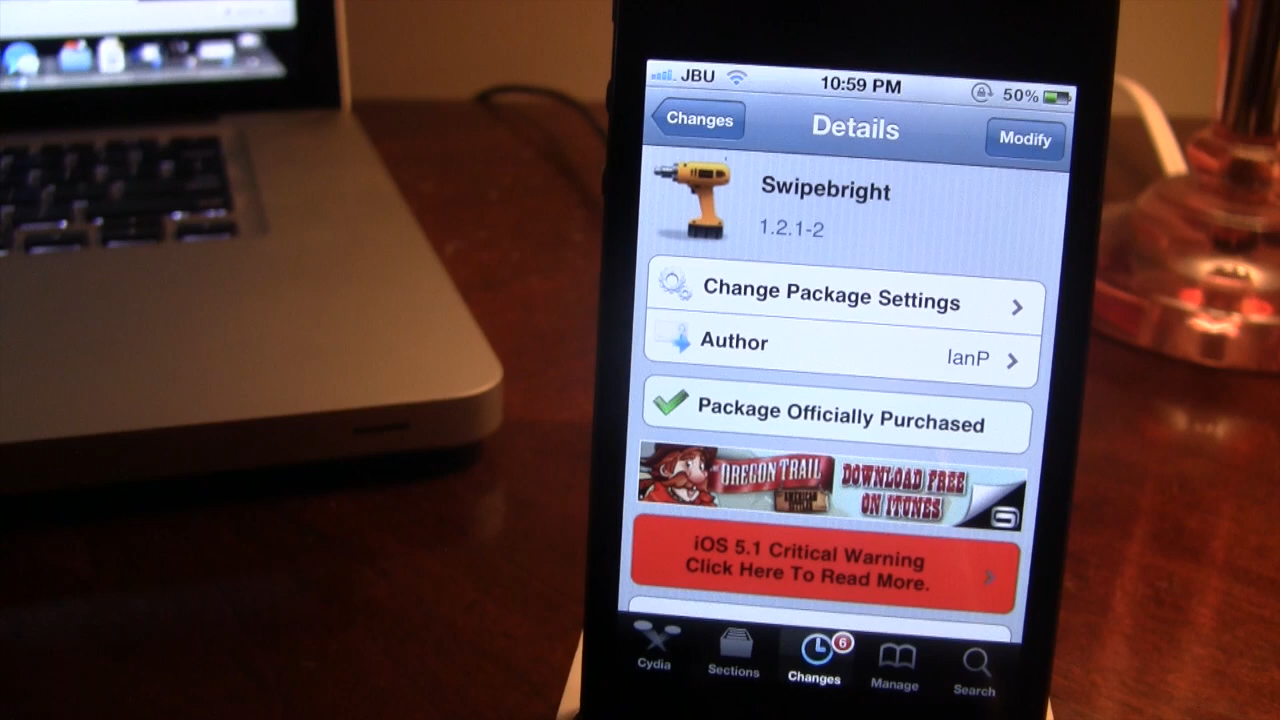 JBU 10:59 PM 50%
Changes Details Modify
Swipebright
1.2.1-2
Change Package Settings
Author IanP
Package Officially Purchased
OREGON TRAIL
AMERICAN
DOWNLOAD FREE
ON ITUNES
iOS 5.1 Critical Warning
Click Here To Read More.
6
Cydia Sections Changes Manage Search